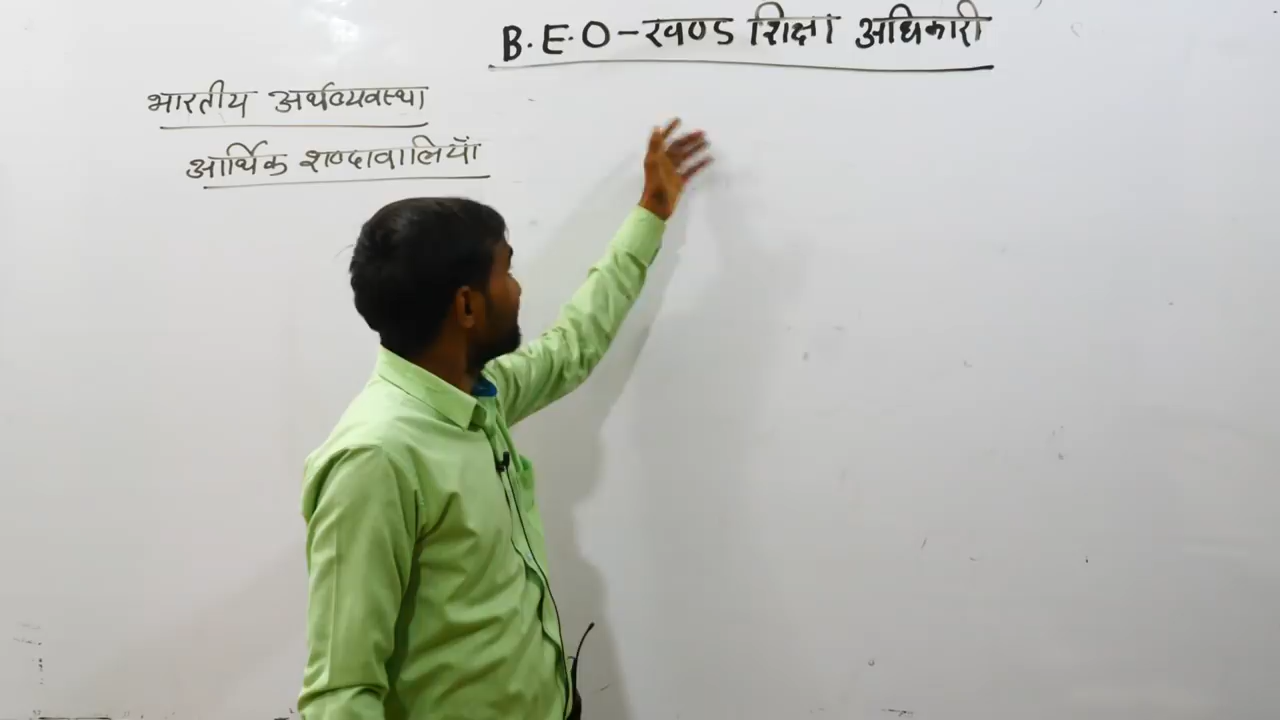 B.E.O - खण्ड शिक्षा अधिकारी
भारतीय अर्थव्यवस्था
आर्थिक शब्दावालियाँ